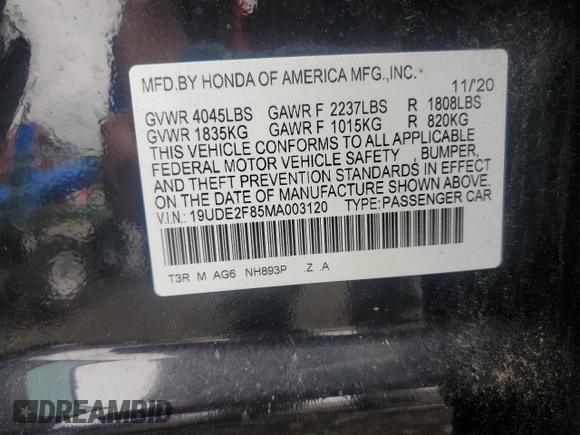 MFD.BY HONDA OF AMERICA MFG.,INC. 11/'20
GVWR 4045LBS GAWR F 2237LBS R 1808LBS
GVWR 1835KG GAWR F 1015KG R 820KG
THIS VEHICLE CONFORMS TO ALL APPLICABLE
FEDERAL MOTOR VEHICLE SAFETY , BUMPER,
AND THEFT PREVENTION STANDARDS IN EFFECT
ON THE DATE OF MANUFACTURE SHOWN ABOVE.
V.I.N.: 19UDE2F85MA003120 TYPE:PASSENGER CAR
T3R M AG6 NH893P .Z .A
DREAMBID